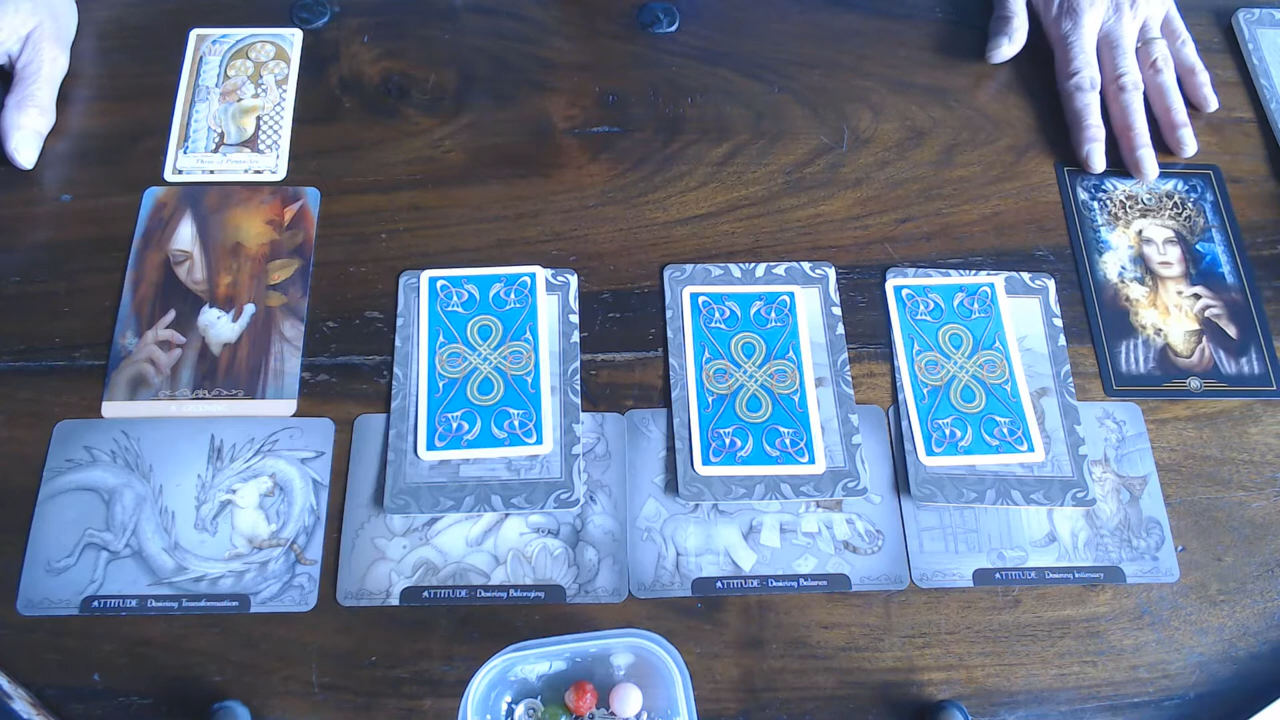 Three of Pentacles
ATTITUDE - Desiring Transformation
ATTITUDE - Desiring Belonging
ATTITUDE - Desiring Balance
ATTITUDE - Desiring Intimacy